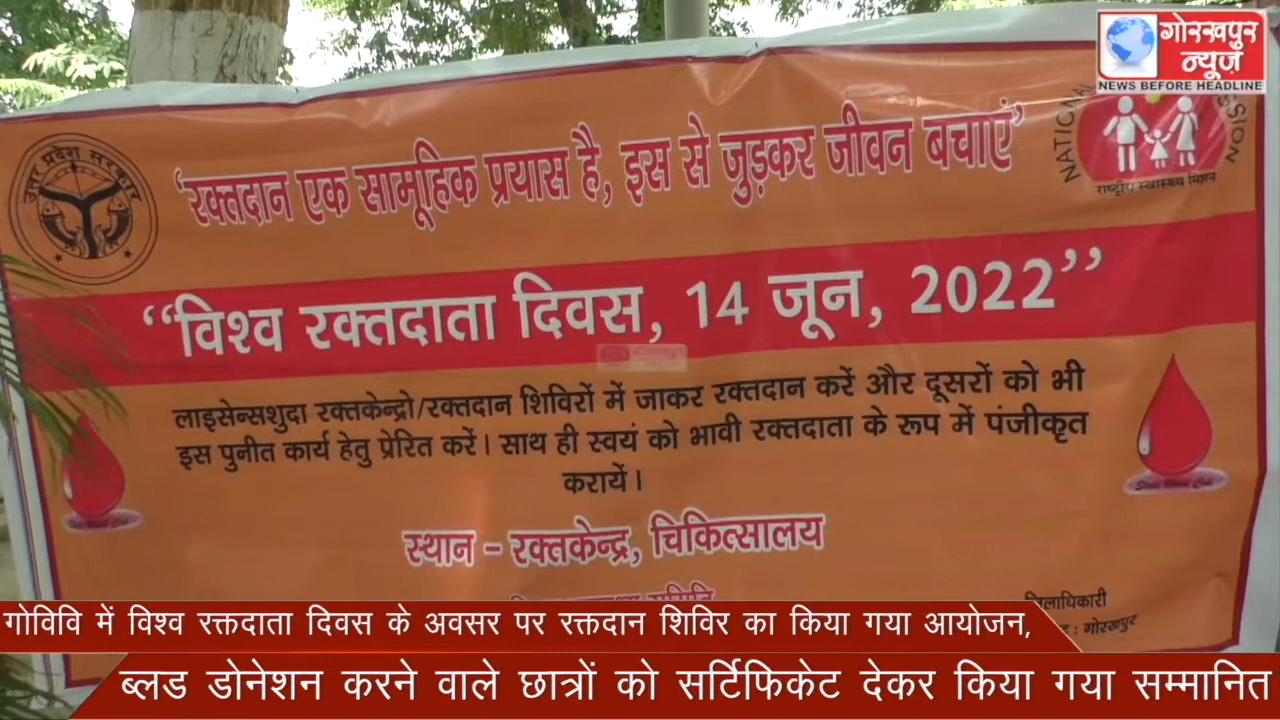 गोरखपुर
न्यूज़
NEWS BEFORE HEADLINE
उत्तर प्रदेश सरकार
NATIONAL
राष्ट्रीय स्वास्थ्य मिशन
‘रक्तदान एक सामूहिक प्रयास है, इस से जुड़कर जीवन बचाएं’
“विश्व रक्तदाता दिवस, 14 जून, 2022”
लाइसेन्सशुदा रक्तकेन्द्रो/रक्तदान शिविरों में जाकर रक्तदान करें और दूसरों को भी
इस पुनीत कार्य हेतु प्रेरित करें। साथ ही स्वयं को भावी रक्तदाता के रूप में पंजीकृत
करायें।
स्थान - रक्तकेन्द्र, चिकित्सालय
: गोरखपुर
गोविवि में विश्व रक्तदाता दिवस के अवसर पर रक्तदान शिविर का किया गया आयोजन,
ब्लड डोनेशन करने वाले छात्रों को सर्टिफिकेट देकर किया गया सम्मानित